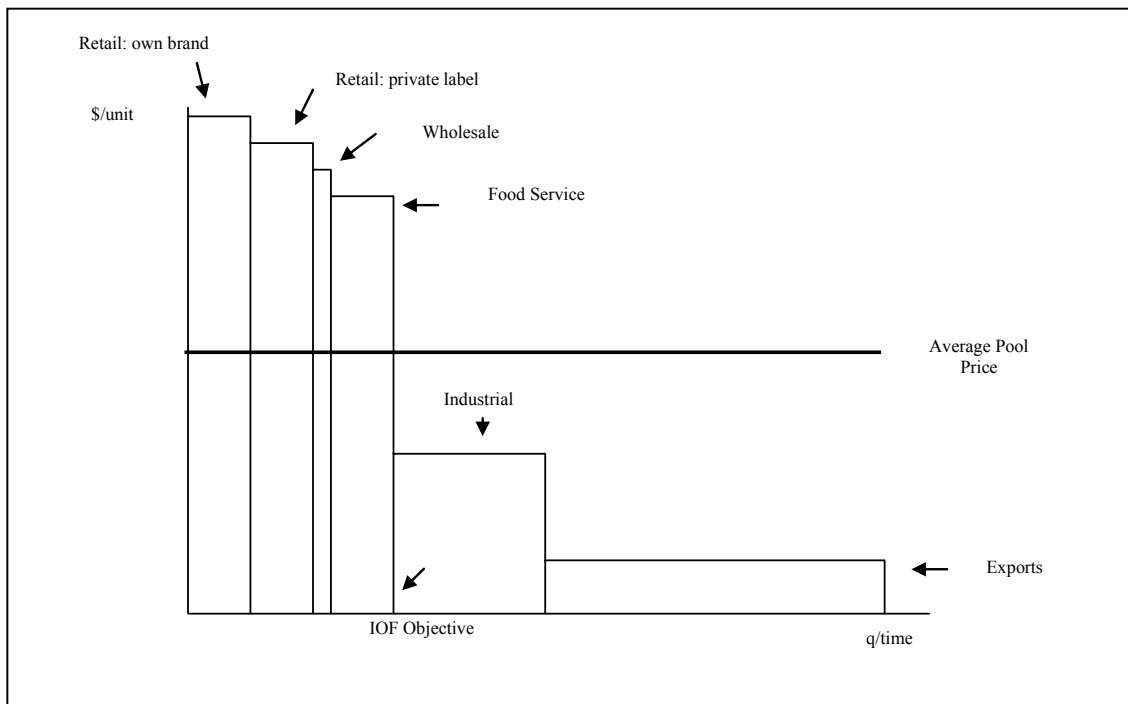 Retail: own brand
Retail: private label
$/unit
Wholesale
Food Service
Average Pool
Price
Industrial
Exports
IOF Objective
q/time